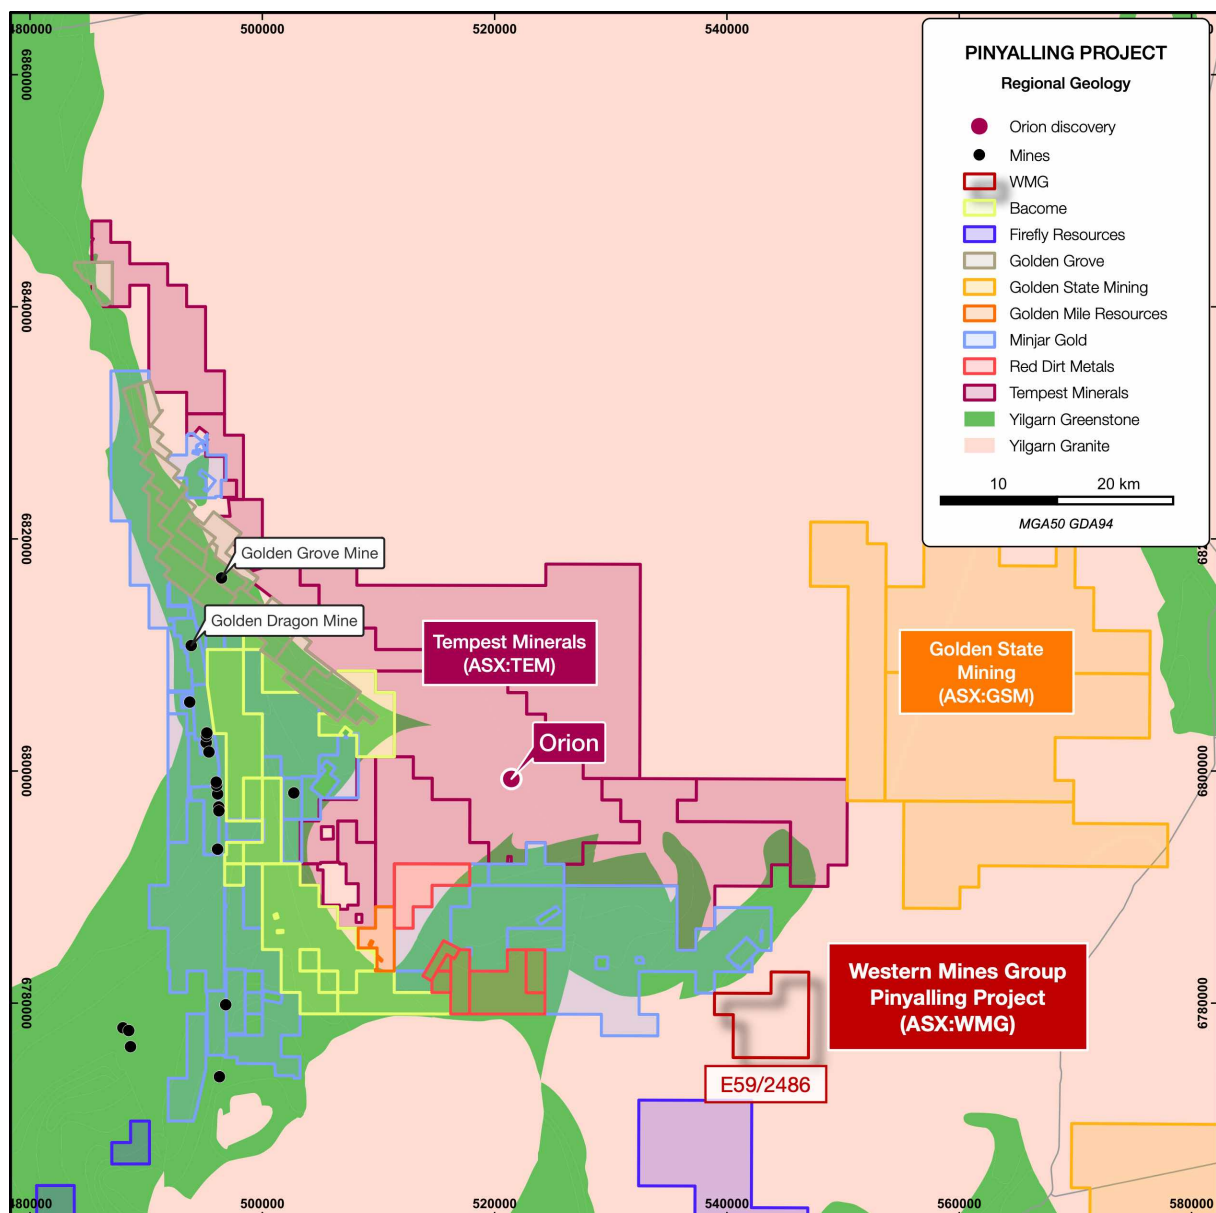 480000
500000
520000
540000
6860000
PINYALLING PROJECT
Regional Geology
Orion discovery
Mines
WMG
Bacome
Firefly Resources
Golden Grove
Golden State Mining
Golden Mile Resources
Minjar Gold
Red Dirt Metals
Tempest Minerals
Yilgarn Greenstone
Yilgarn Granite
10
20 km
MGA50 GDA94
6840000
6820000
Golden Grove Mine
Golden Dragon Mine
Tempest Minerals
(ASX:TEM)
Golden State
Mining
(ASX:GSM)
Orion
6800000
6800000
Western Mines Group
Pinyalling Project
(ASX:WMG)
6780000
6780000
E59/2486
480000
500000
520000
540000
560000
580000